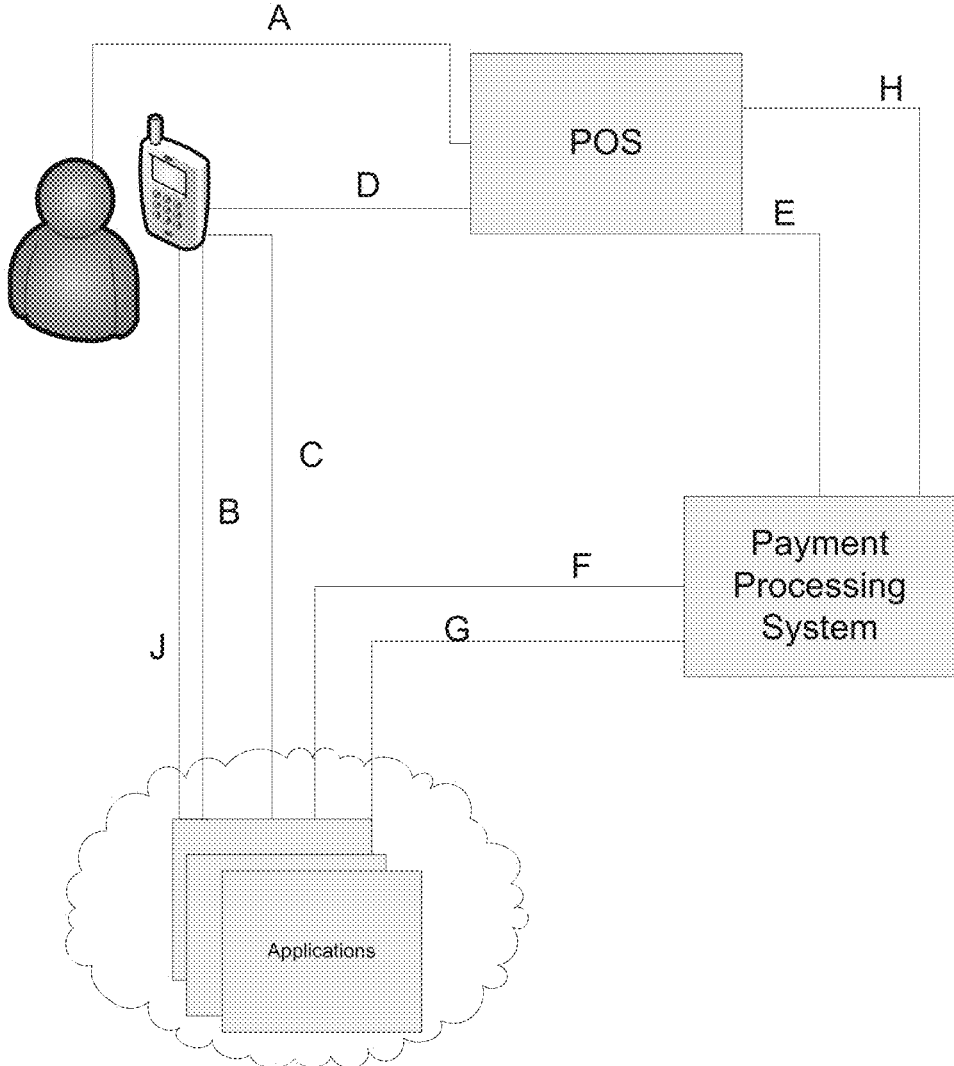 A
H
POS
D
E
C
B
F
Payment
Processing
System
G
J
Applications